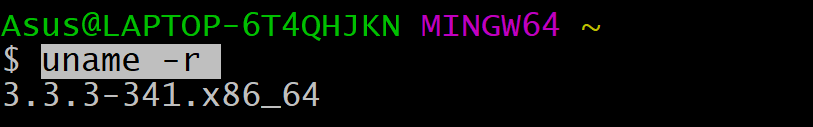 Asus@LAPTOP-6T4QHJKN MINGW64 ~
$ uname -r
3.3.3-341.x86_64